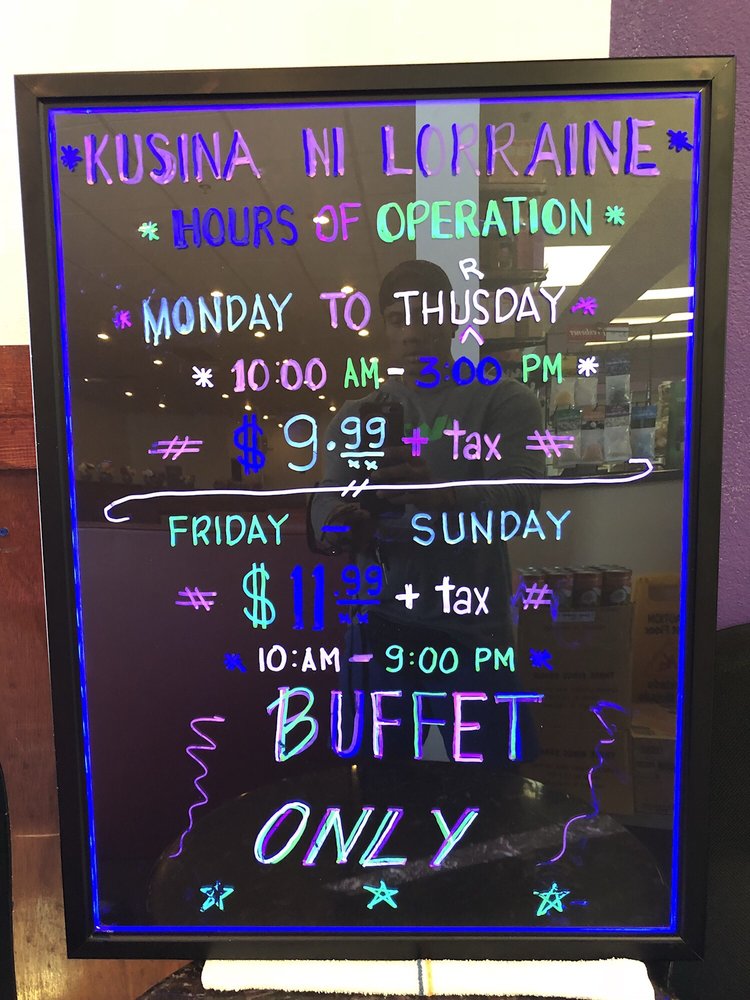 *KUSINA NI LORRAINE*
* HOURS OF OPERATION *
* MONDAY TO THURSDAY *
* 10:00 AM - 3:00 PM *
# $ 9.99 + tax #
FRIDAY - SUNDAY
# $ 11.99 + tax #
* 10:AM - 9:00 PM *
BUFFET
ONLY